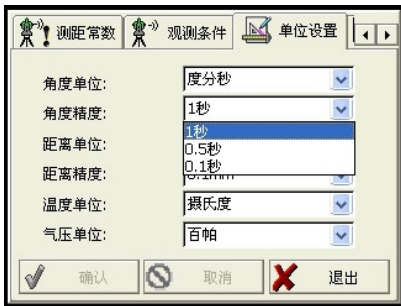 测距常数 观测条件 单位设置
角度单位: 度分秒
角度精度: 1秒
1秒
距离单位: 0.5秒
0.1秒
距离精度: 0.1mm
温度单位: 摄氏度
气压单位: 百帕
确认 取消 退出